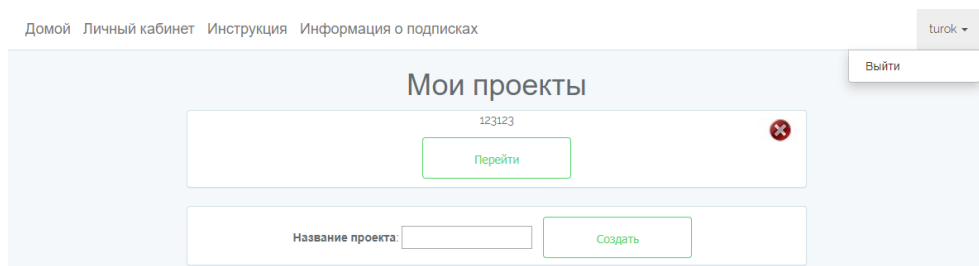 Домой Личный кабинет Инструкция Информация о подписках turok
Выйти
Мои проекты
123123
Перейти
Название проекта: Создать